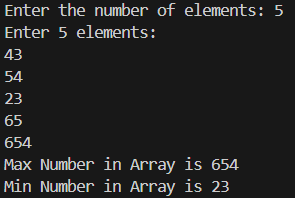 Enter the number of elements: 5
Enter 5 elements:
43
54
23
65
654
Max Number in Array is 654
Min Number in Array is 23